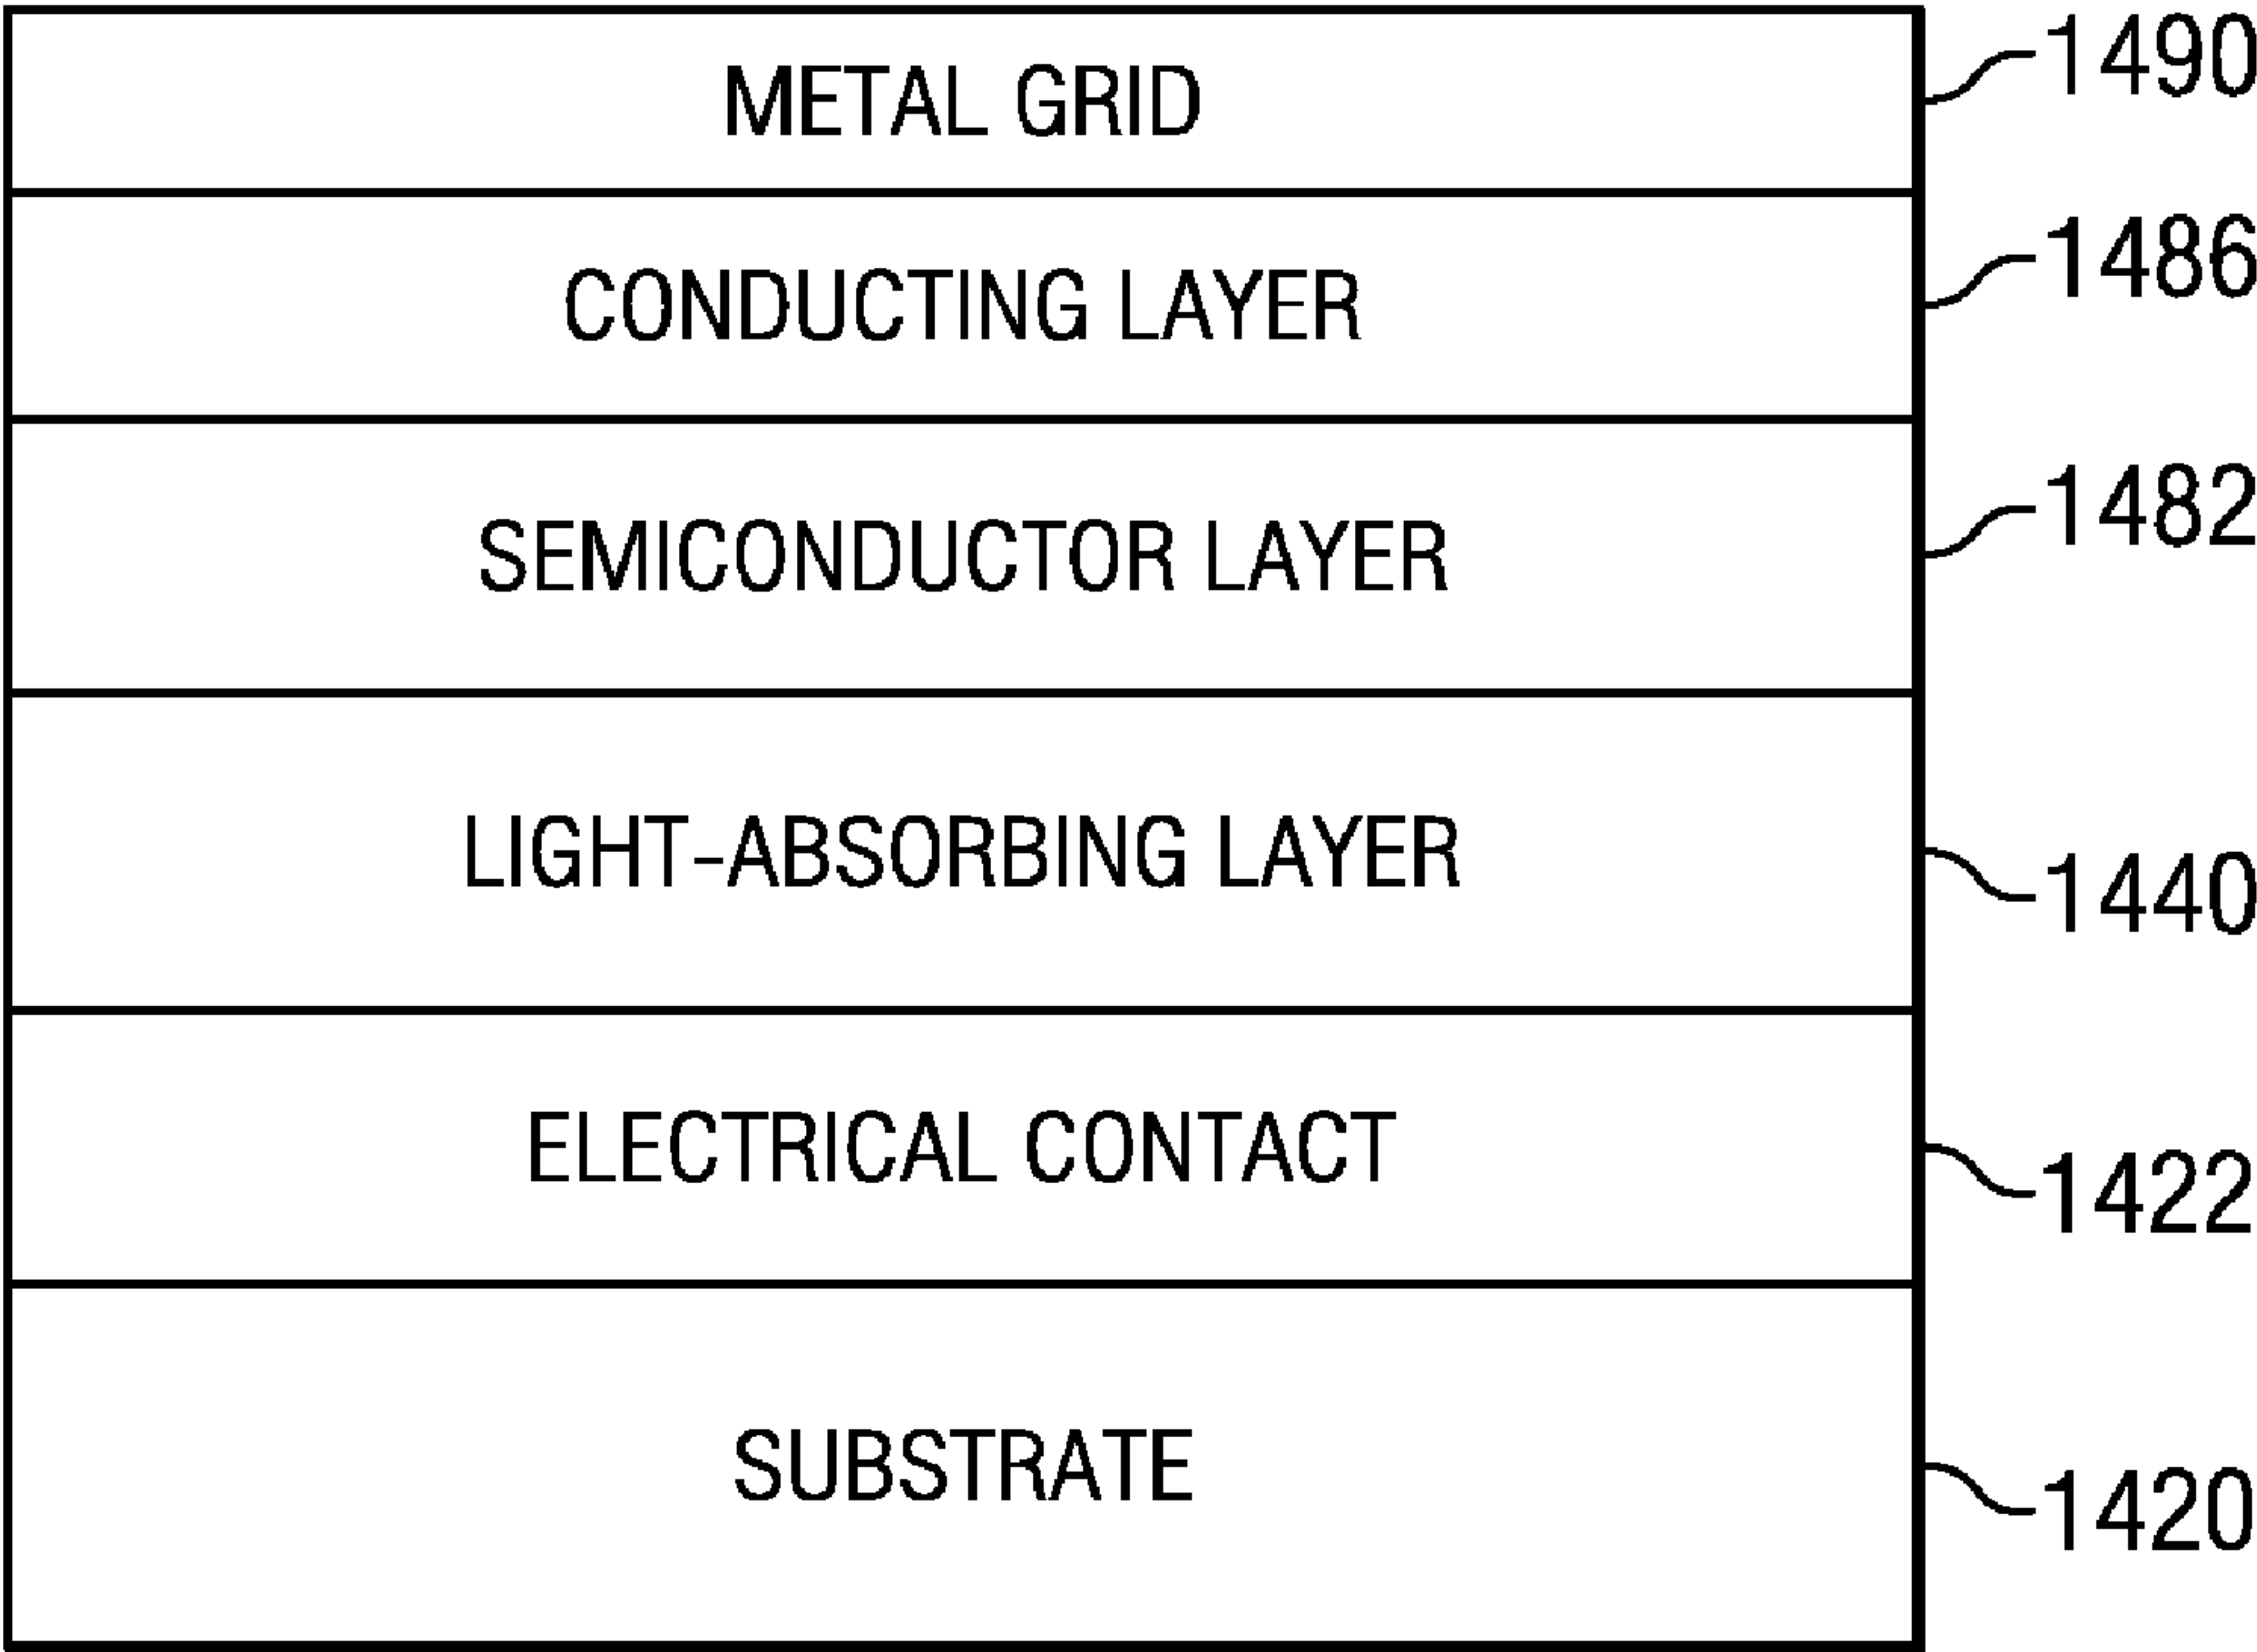 METAL GRID 1490
CONDUCTING LAYER 1486
SEMICONDUCTOR LAYER 1482
LIGHT-ABSORBING LAYER 1440
ELECTRICAL CONTACT 1422
SUBSTRATE 1420